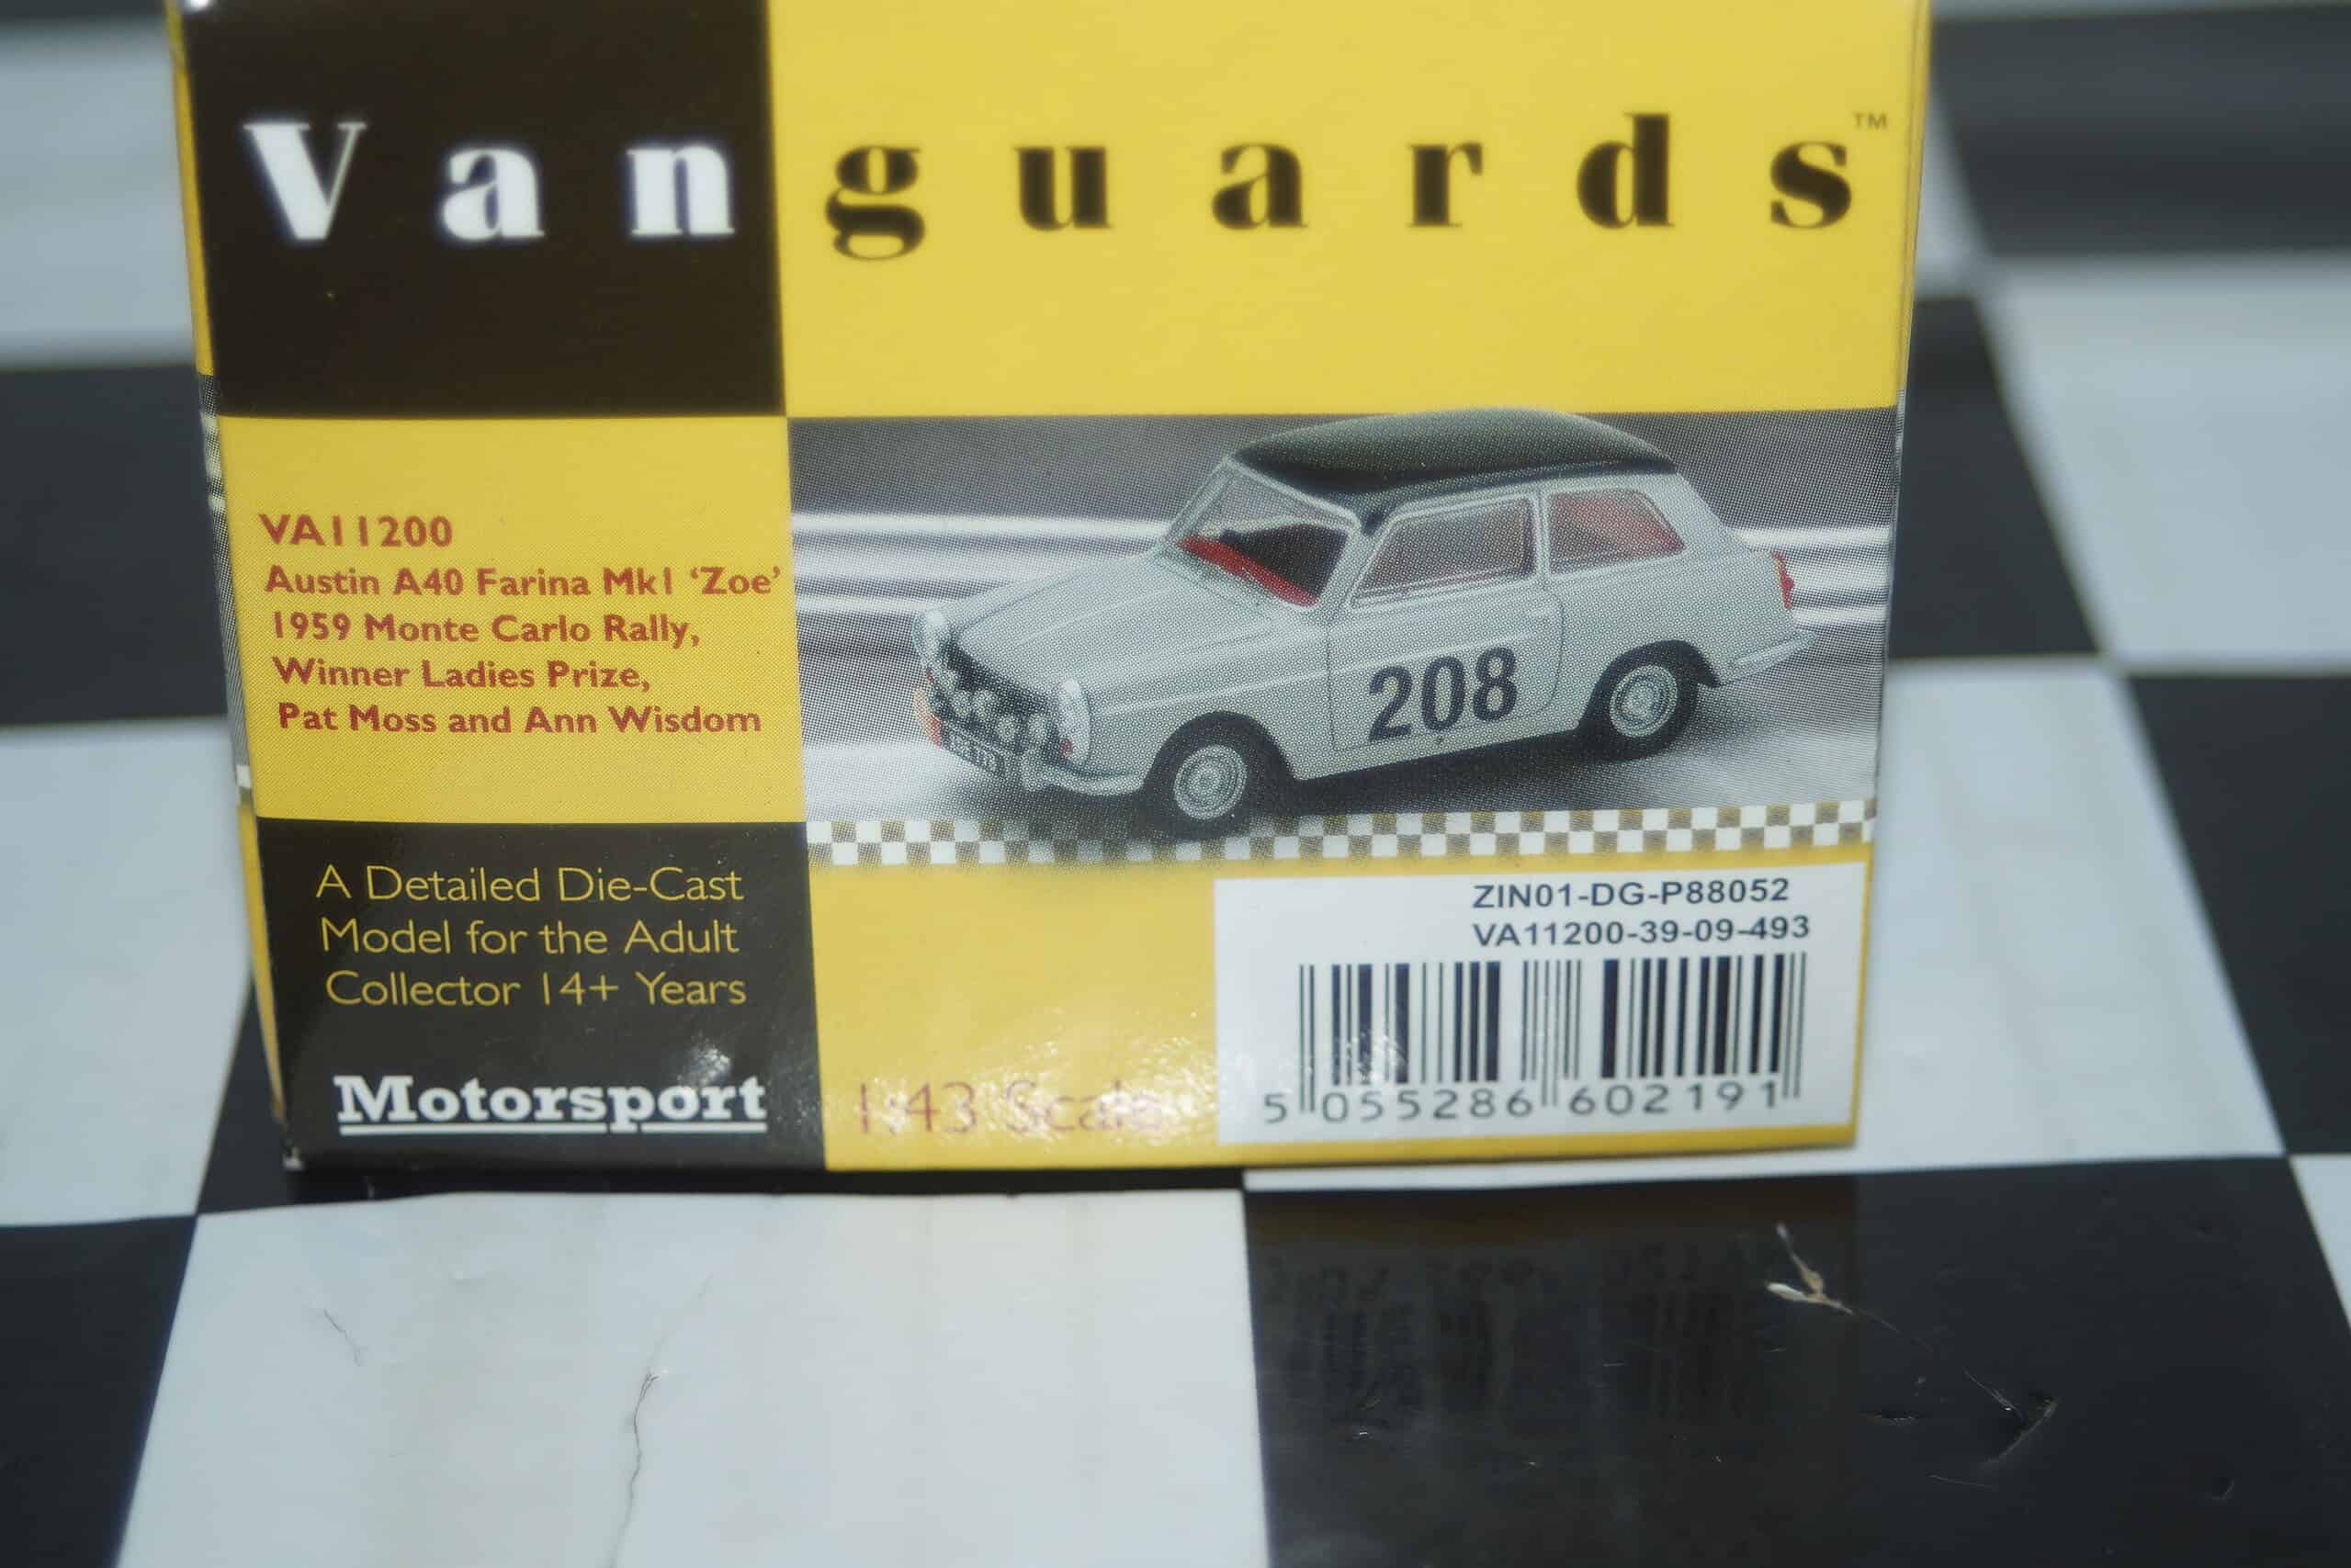 Vanguards™
VA11200
Austin A40 Farina Mk1 ‘Zoe’
1959 Monte Carlo Rally,
Winner Ladies Prize,
Pat Moss and Ann Wisdom
208
A Detailed Die-Cast
Model for the Adult
Collector 14+ Years
Motorsport
1:43 Scale
ZIN01-DG-P88052
VA11200-39-09-493
5 055286 602191